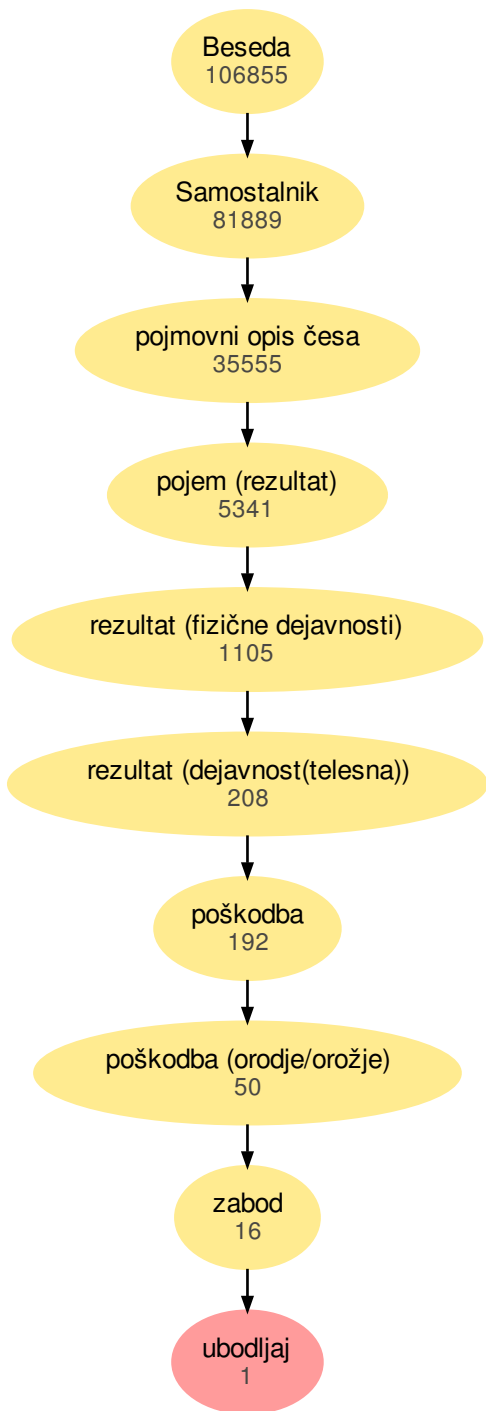 Beseda
106855
Samostalnik
81889
pojmovni opis česa
35555
pojem (rezultat)
5341
rezultat (fizične dejavnosti)
1105
rezultat (dejavnost(telesna))
208
poškodba
192
poškodba (orodje/orožje)
50
zabod
16
ubodljaj
1